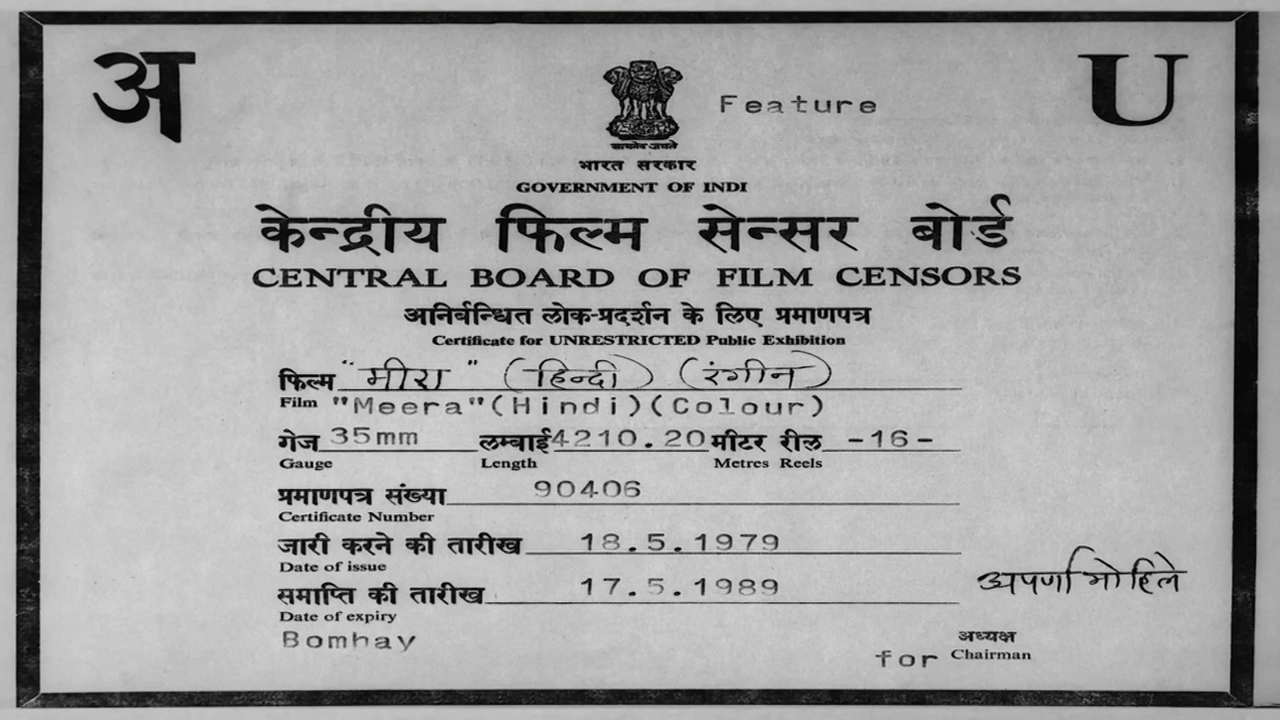 अ
U
सत्यमेव जयते
Feature
भारत सरकार
GOVERNMENT OF INDI
केन्द्रीय फिल्म सेन्सर बोर्ड
CENTRAL BOARD OF FILM CENSORS
अनिर्बन्धित लोक-प्रदर्शन के लिए प्रमाणपत्र
Certificate for UNRESTRICTED Public Exhibition
फिल्म "मीरा" (हिन्दी) (रंगीन)
Film "Meera"(Hindi)(Colour)
गेज 35mm लम्बाई 4210.20 मीटर रील -16-
Gauge Length Metres Reels
प्रमाणपत्र संख्या 90406
Certificate Number
जारी करने की तारीख 18.5.1979
Date of issue
समाप्ति की तारीख 17.5.1989
Date of expiry
अपर्णा मोहिले
Bombay
अध्यक्ष
for Chairman